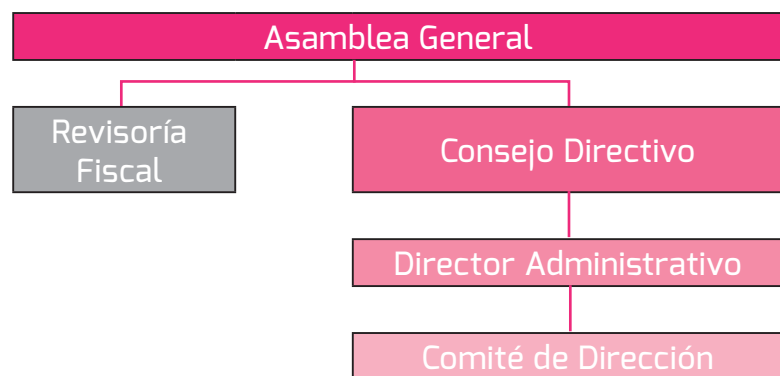 Asamblea General
Revisoría
Fiscal
Consejo Directivo
Director Administrativo
Comité de Dirección